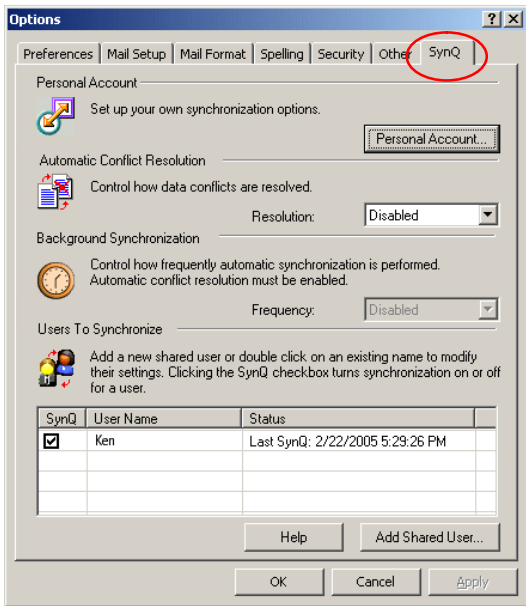 Options
Preferences Mail Setup Mail Format Spelling Security Other SynQ
Personal Account
Set up your own synchronization options.
Personal Account...
Automatic Conflict Resolution
Control how data conflicts are resolved.
Resolution: Disabled
Background Synchronization
Control how frequently automatic synchronization is performed.
Automatic conflict resolution must be enabled.
Frequency: Disabled
Users To Synchronize
Add a new shared user or double click on an existing name to modify
their settings. Clicking the SynQ checkbox turns synchronization on or off
for a user.
SynQ User Name Status
Ken Last SynQ: 2/22/2005 5:29:26 PM
Help Add Shared User...
OK Cancel Apply